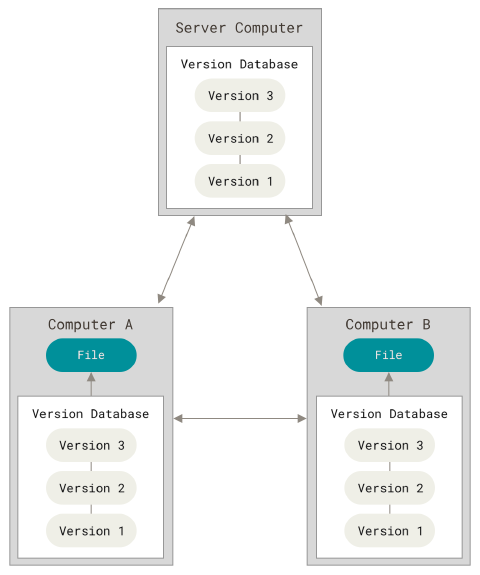 Server Computer
Version Database
Version 3
Version 2
Version 1
Computer A
File
Version Database
Version 3
Version 2
Version 1
Computer B
File
Version Database
Version 3
Version 2
Version 1